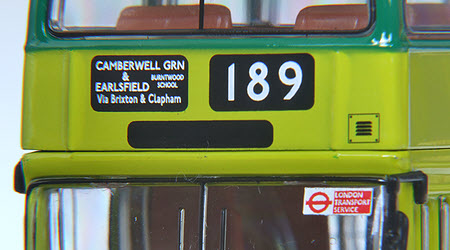 CAMBERWELL GRN
&
EARLSFIELD BURNTWOOD SCHOOL
Via Brixton & Clapham
189
LONDON
TRANSPORT
SERVICE